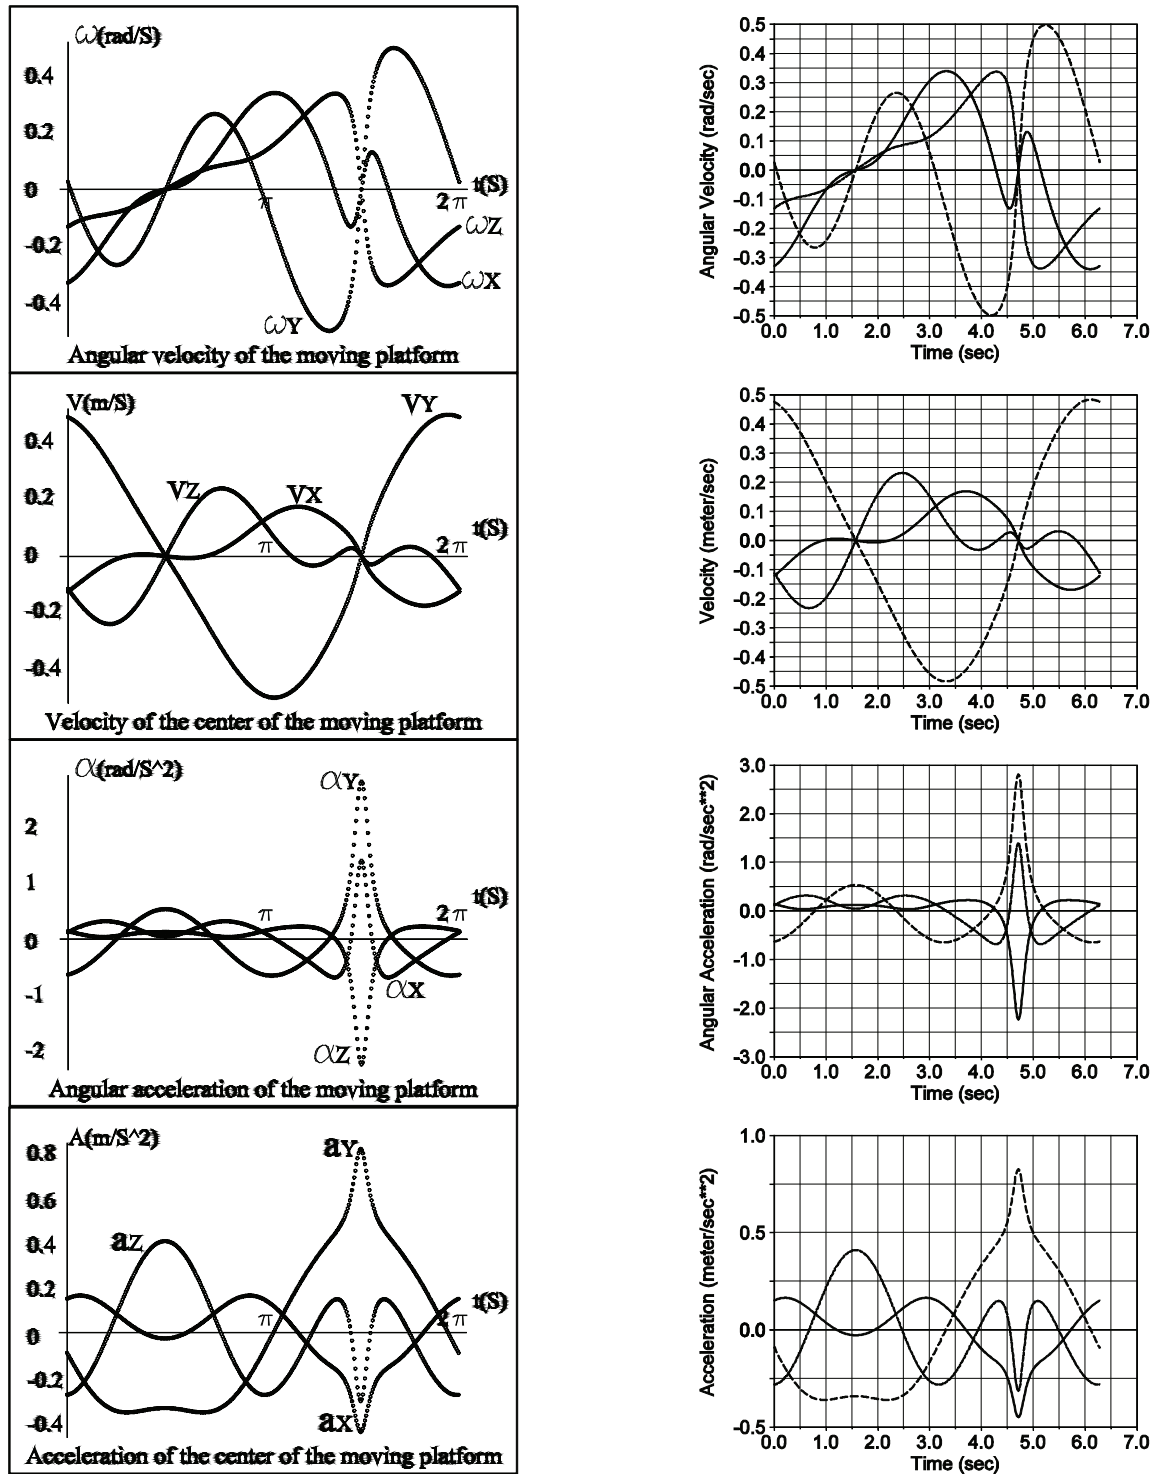 ω(rad/S)
0.4
0.2
0
-0.2
-0.4
t(S)
π
2π
ωZ
ωX
ωY
Angular velocity of the moving platform
V(m/S)
0.4
0.2
0
-0.2
-0.4
VY
VZ
VX
t(S)
π
2π
Velocity of the center of the moving platform
α(rad/S^2)
2
1
0
-1
-2
αY
t(S)
π
2π
αX
αZ
Angular acceleration of the moving platform
A(m/S^2)
0.8
0.6
0.4
0.2
0
-0.2
-0.4
aY
aZ
t(S)
π
2π
aX
Acceleration of the center of the moving platform
Angular Velocity (rad/sec)
0.5
0.4
0.3
0.2
0.1
0.0
-0.1
-0.2
-0.3
-0.4
-0.5
0.0 1.0 2.0 3.0 4.0 5.0 6.0 7.0
Time (sec)
Velocity (meter/sec)
0.5
0.4
0.3
0.2
0.1
0.0
-0.1
-0.2
-0.3
-0.4
-0.5
0.0 1.0 2.0 3.0 4.0 5.0 6.0 7.0
Time (sec)
Angular Acceleration (rad/sec**2)
3.0
2.0
1.0
0.0
-1.0
-2.0
-3.0
0.0 1.0 2.0 3.0 4.0 5.0 6.0 7.0
Time (sec)
Acceleration (meter/sec**2)
1.0
0.5
0.0
-0.5
0.0 1.0 2.0 3.0 4.0 5.0 6.0 7.0
Time (sec)